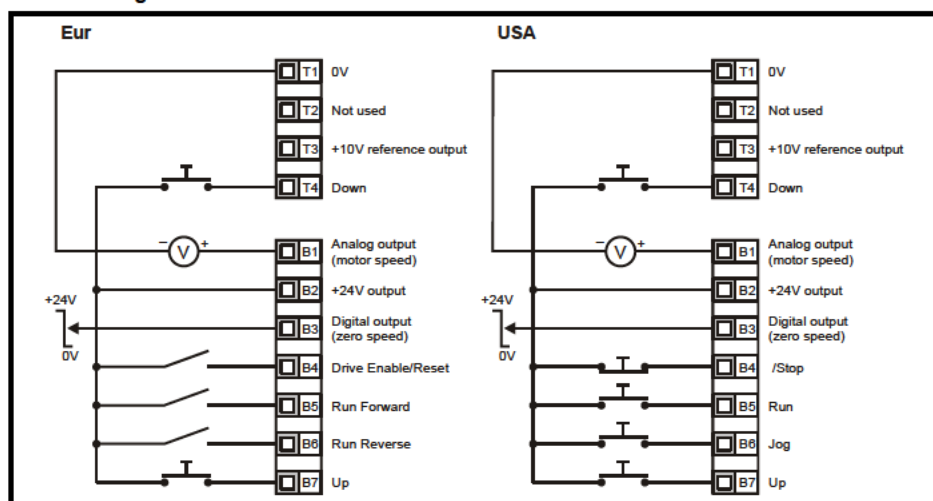 Eur
T1 0V
T2 Not used
T3 +10V reference output
T4 Down
− V +
B1 Analog output
(motor speed)
B2 +24V output
+24V
0V
B3 Digital output
(zero speed)
B4 Drive Enable/Reset
B5 Run Forward
B6 Run Reverse
B7 Up
USA
T1 0V
T2 Not used
T3 +10V reference output
T4 Down
− V +
B1 Analog output
(motor speed)
B2 +24V output
+24V
0V
B3 Digital output
(zero speed)
B4 /Stop
B5 Run
B6 Jog
B7 Up